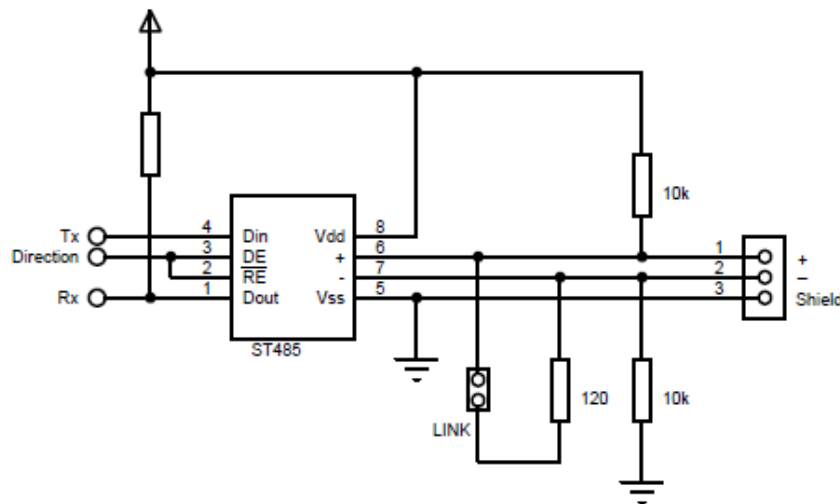 10k
Tx 4 Din Vdd 8
Direction 3 DE + 6 1 +
2 RE - 7 2 –
Rx 1 Dout Vss 5 3 Shield
ST485
LINK 120 10k